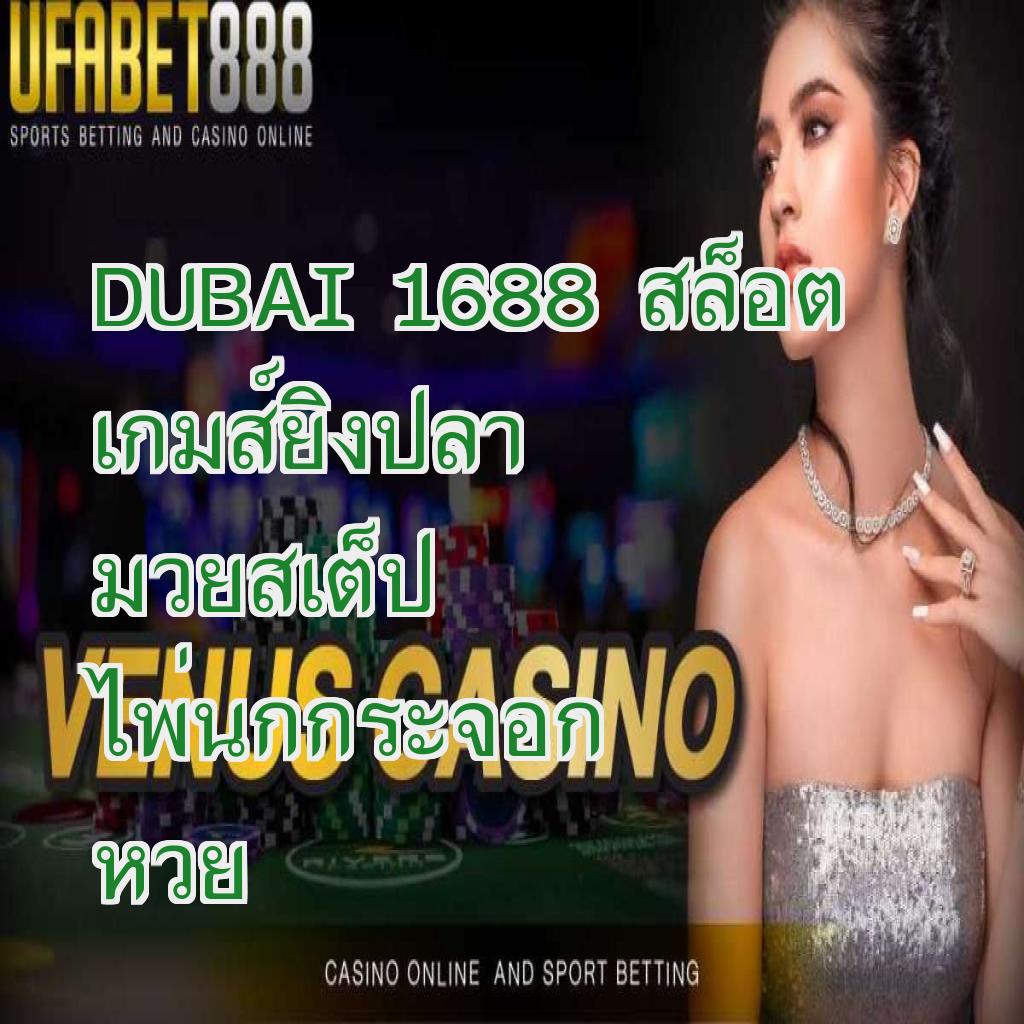 UFABET888
SPORTS BETTING AND CASINO ONLINE
DUBAI 1688 สล็อต
เกมส์ยิงปลา
มวยสเต็ป
VENUS CASINO
ไพ่นกกระจอก
หวย
CASINO ONLINE AND SPORT BETTING